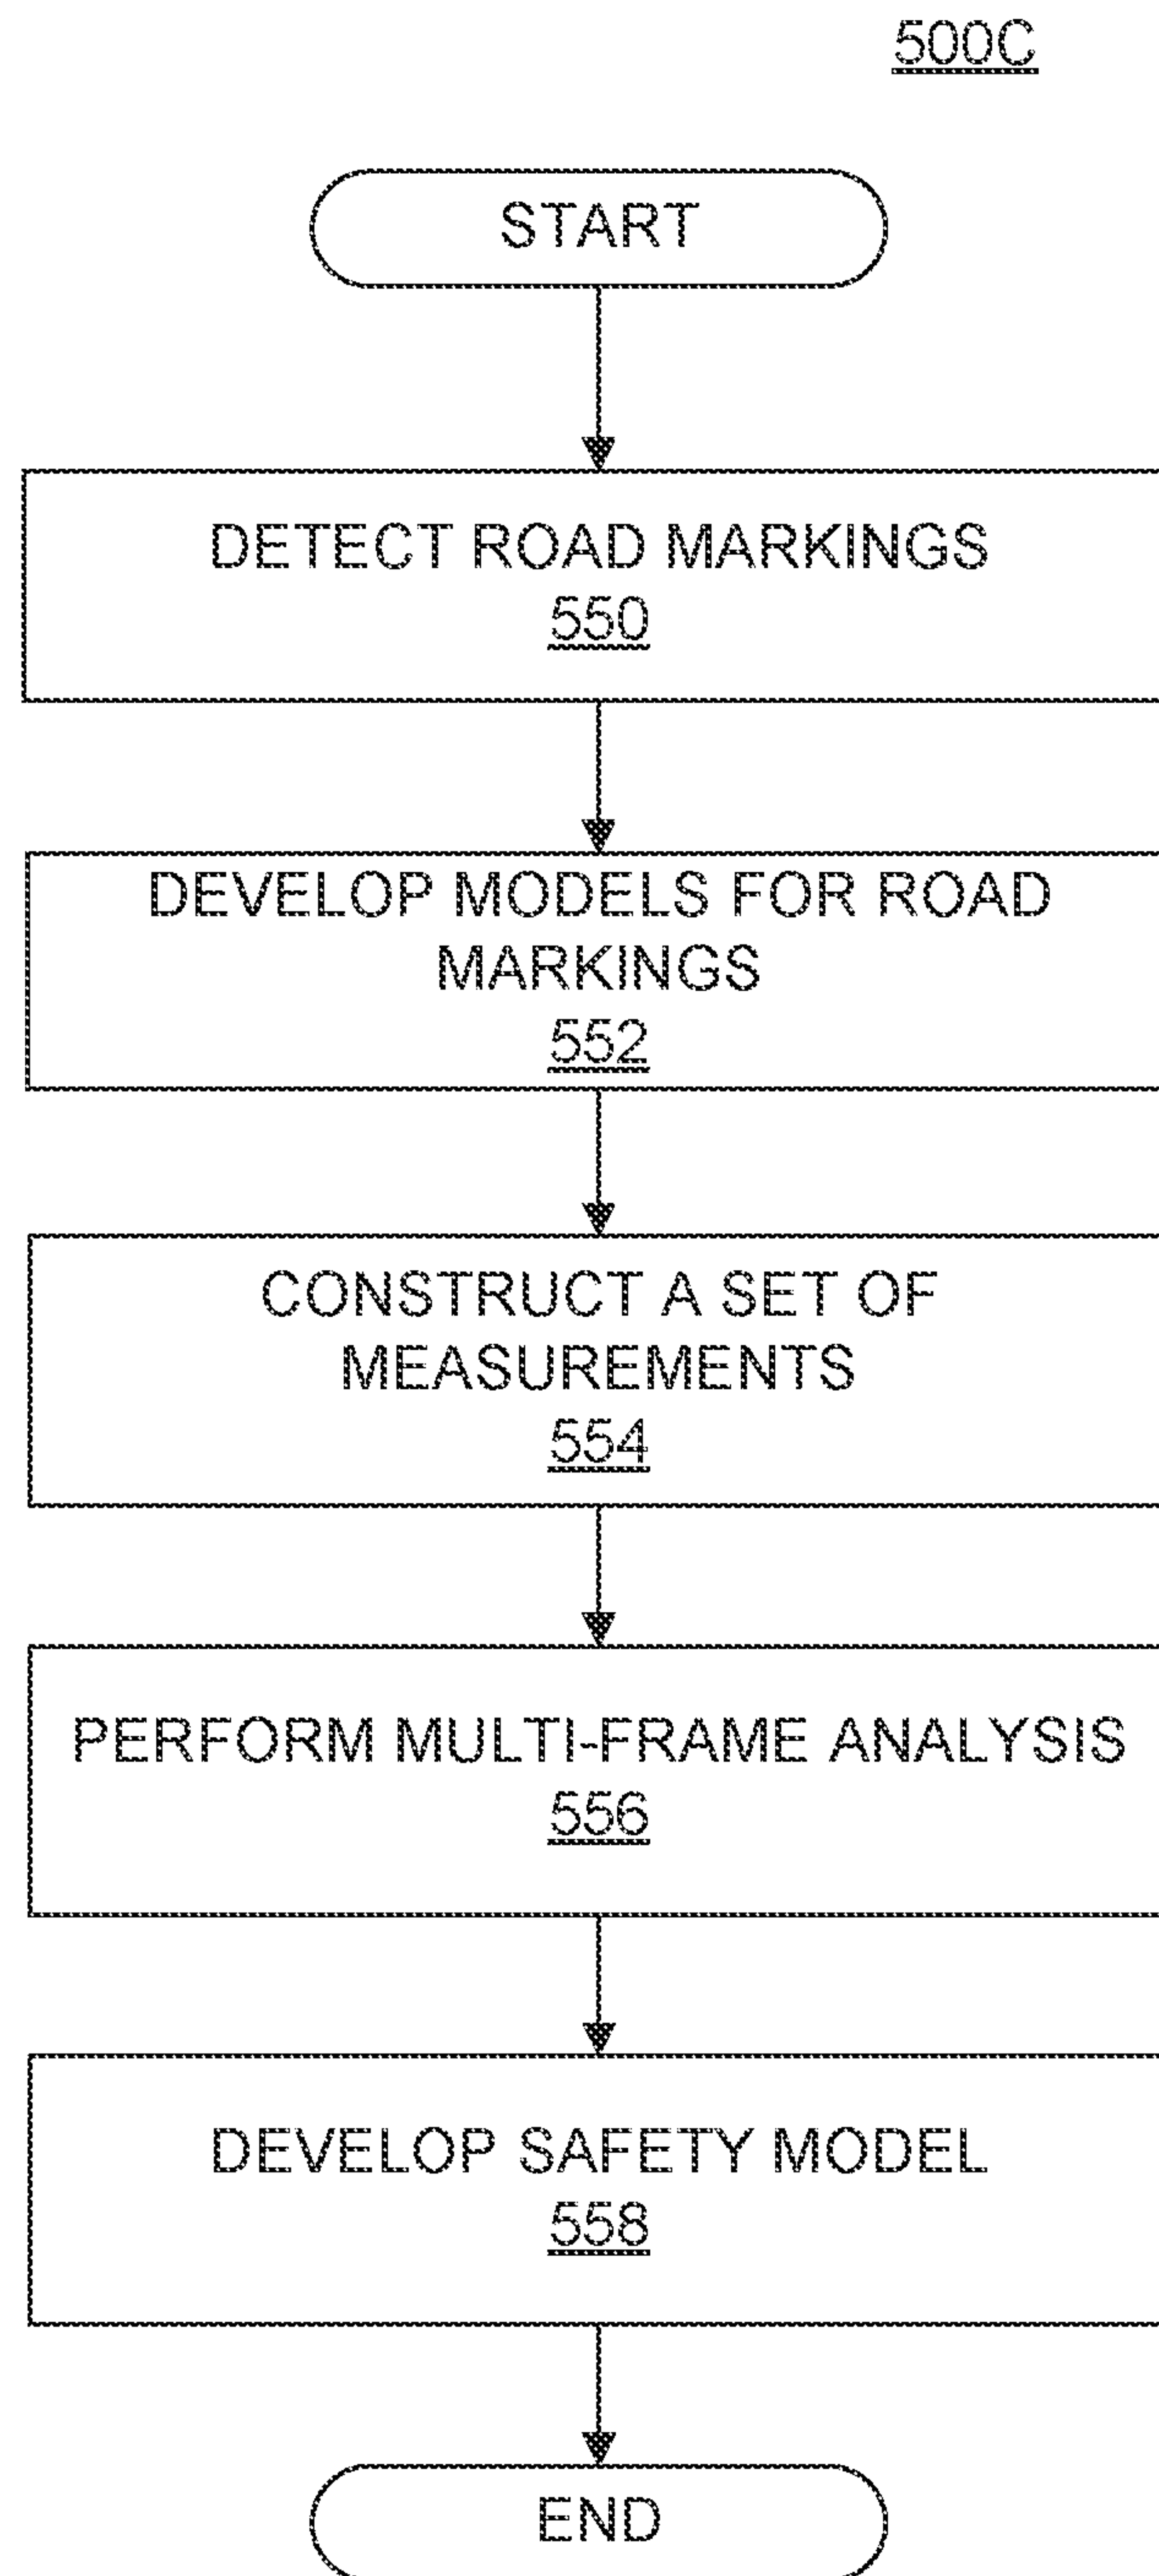 500C
START
DETECT ROAD MARKINGS
550
DEVELOP MODELS FOR ROAD
MARKINGS
552
CONSTRUCT A SET OF
MEASUREMENTS
554
PERFORM MULTI-FRAME ANALYSIS
556
DEVELOP SAFETY MODEL
558
END